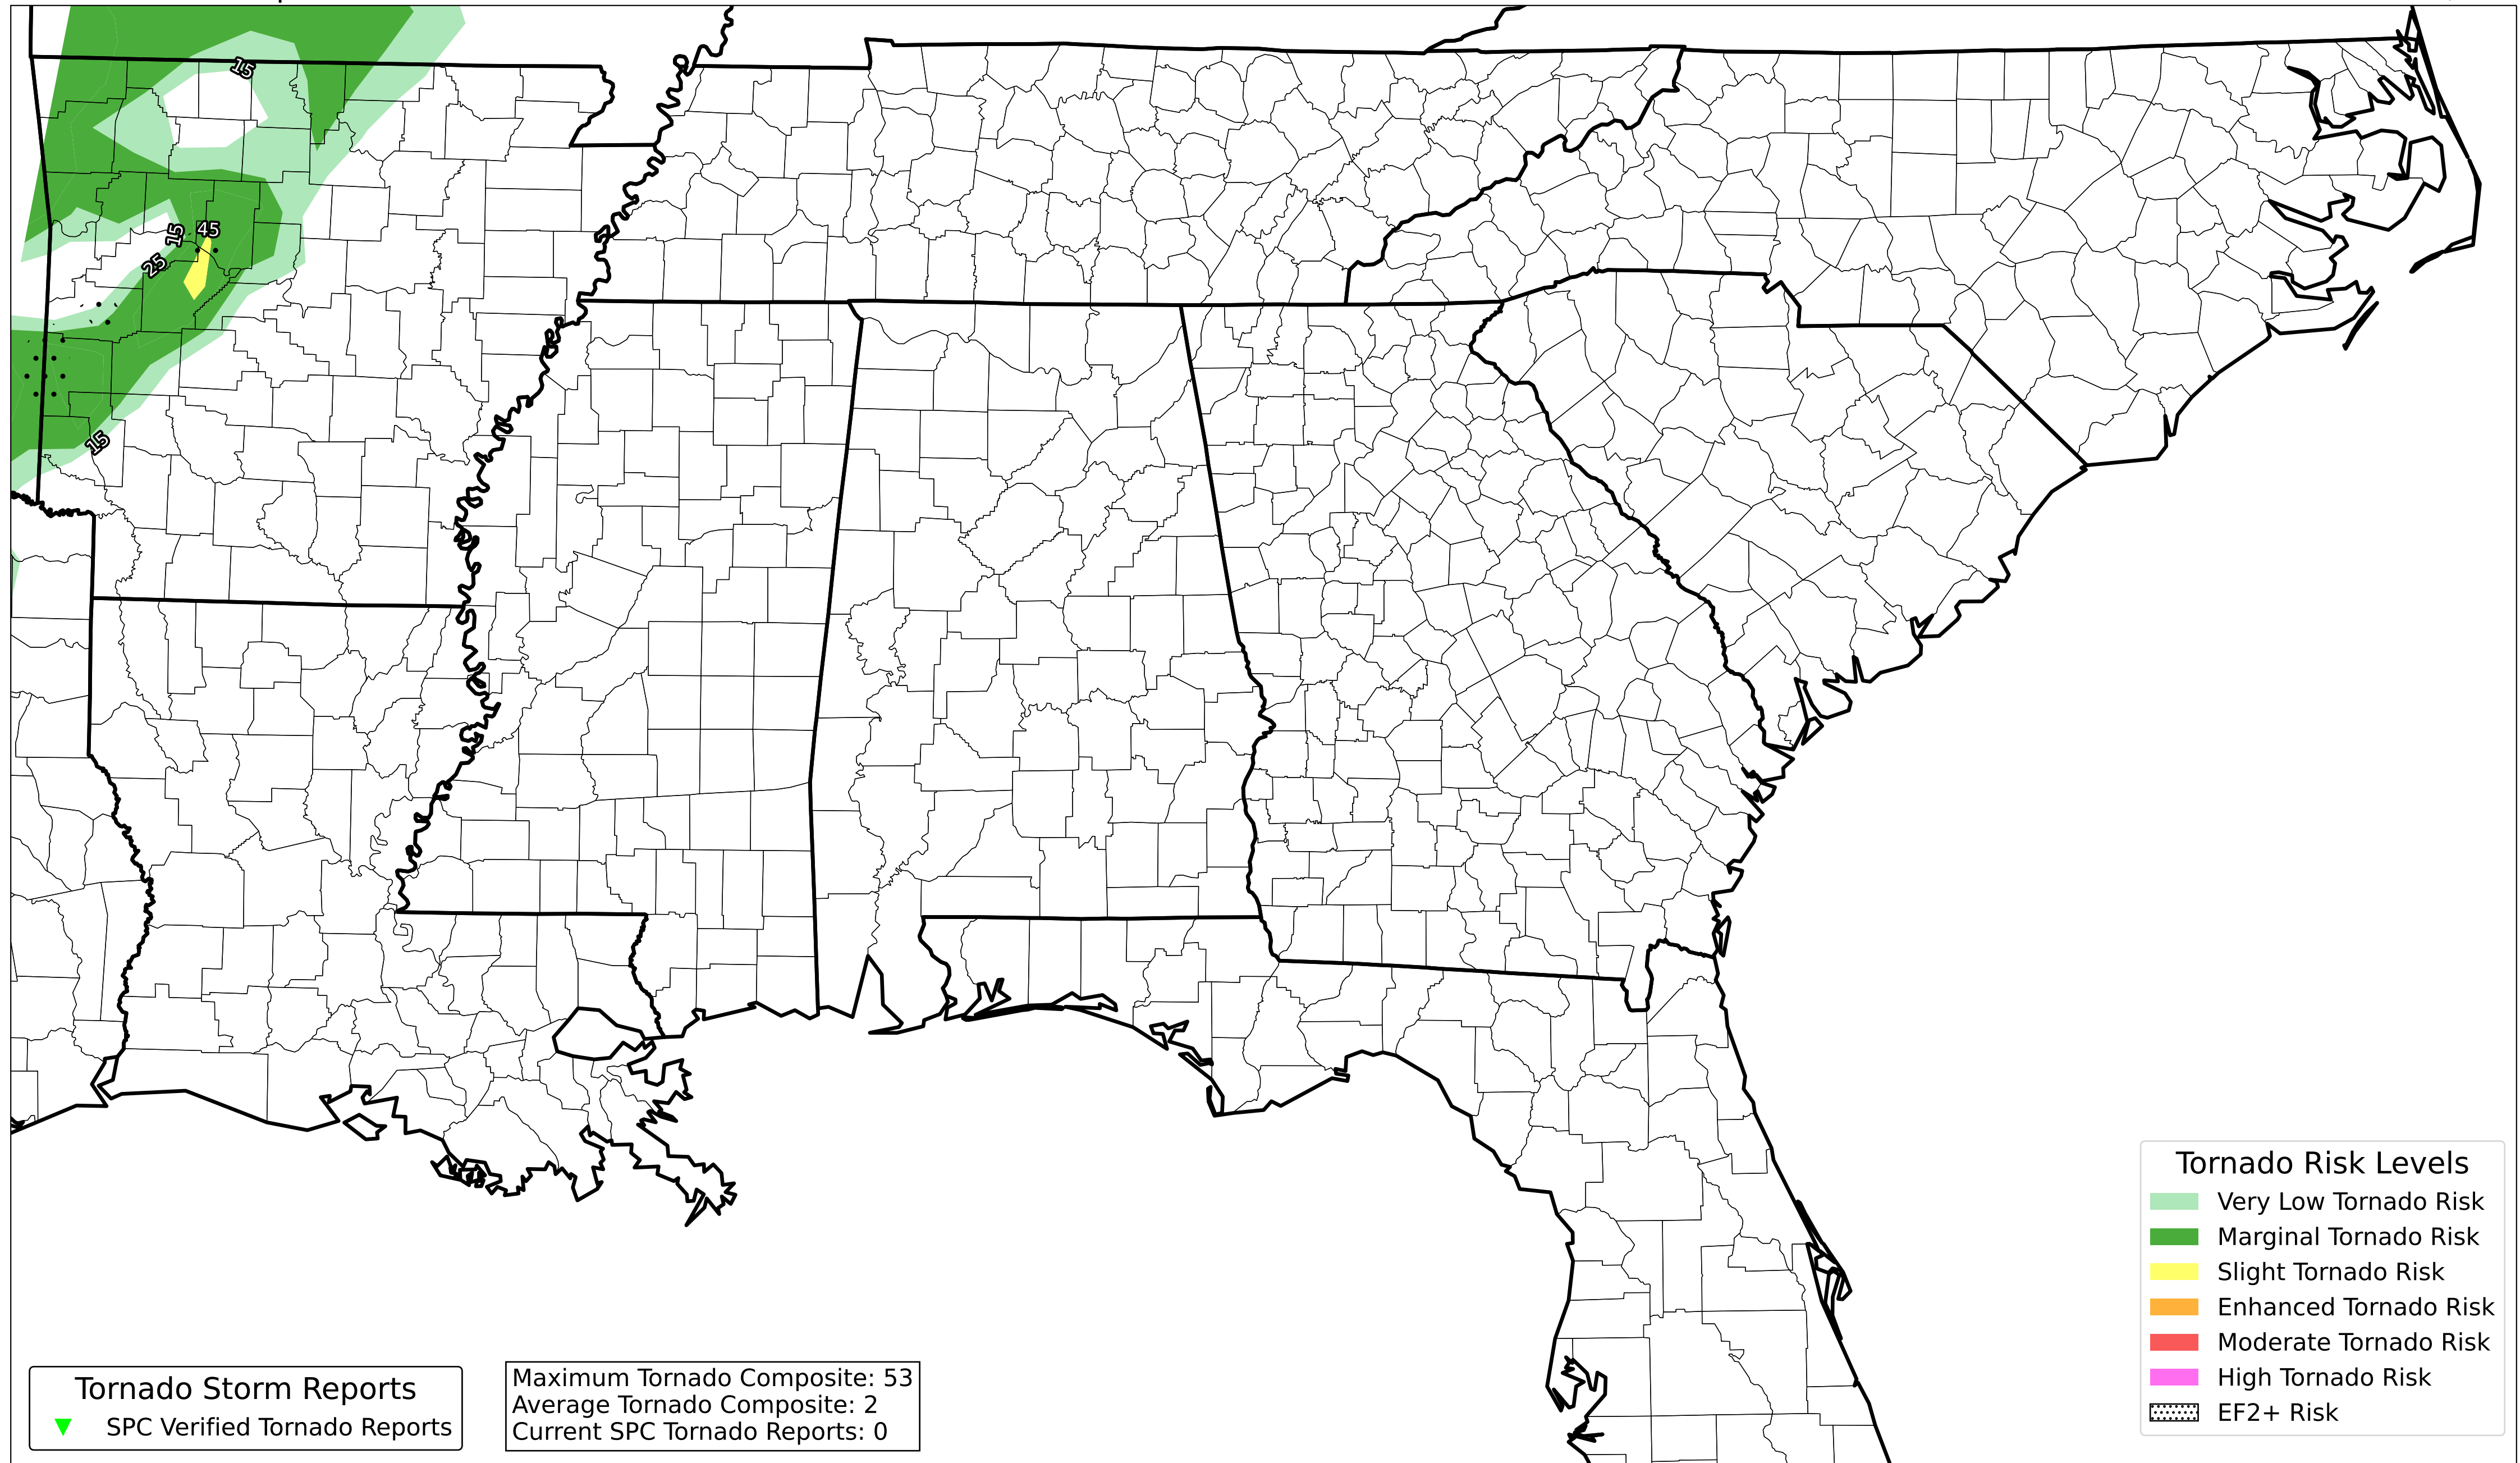 15
45
15
25
15
Tornado Risk Levels
Very Low Tornado Risk
Marginal Tornado Risk
Slight Tornado Risk
Enhanced Tornado Risk
Moderate Tornado Risk
High Tornado Risk
EF2+ Risk
Tornado Storm Reports
SPC Verified Tornado Reports
Maximum Tornado Composite: 53
Average Tornado Composite: 2
Current SPC Tornado Reports: 0